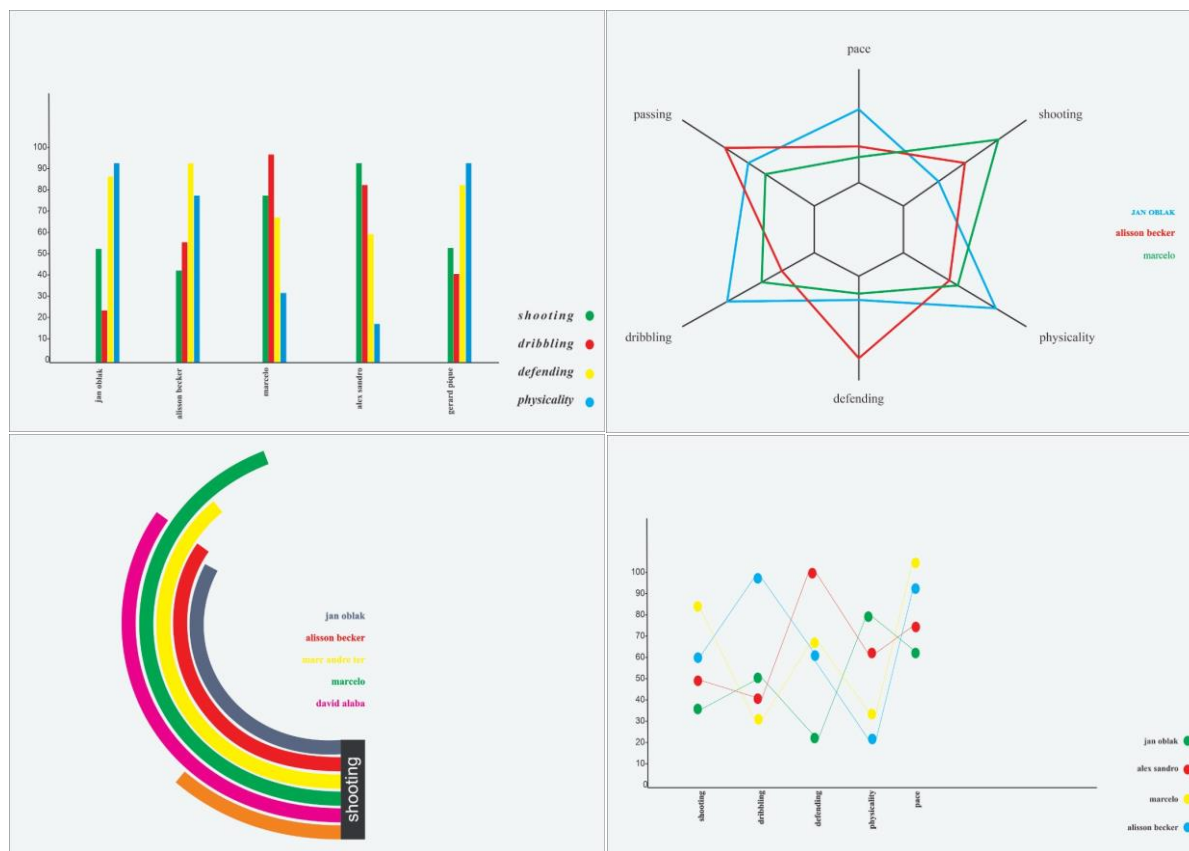 100
90
80
70
60
50
40
30
20
10
0
jan oblak
alisson becker
marcelo
alex sandro
gerard pique
shooting
dribbling
defending
physicality
pace
passing
shooting
JAN OBLAK
alisson becker
marcelo
dribbling
physicality
defending
jan oblak
alisson becker
marc andre ter
marcelo
david alaba
shooting
100
90
80
70
60
50
40
30
20
10
0
shooting
dribbling
defending
physicality
pace
jan oblak
alex sandro
marcelo
alisson becker